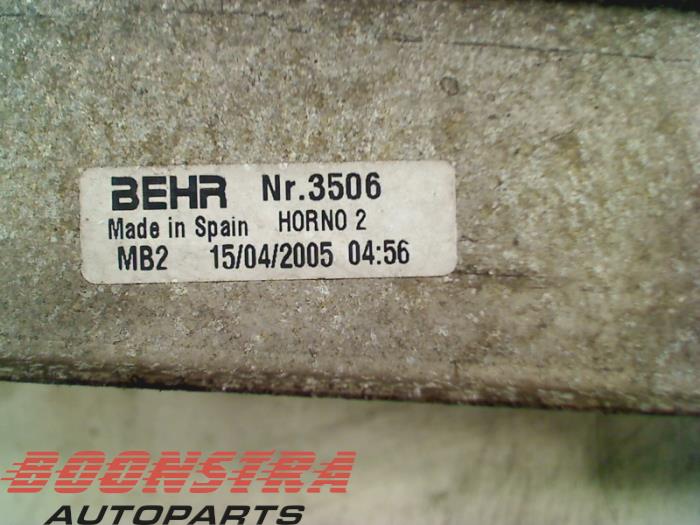 BEHR Nr.3506
Made in Spain HORNO 2
MB2 15/04/2005 04:56
BOONSTRA
AUTOPARTS